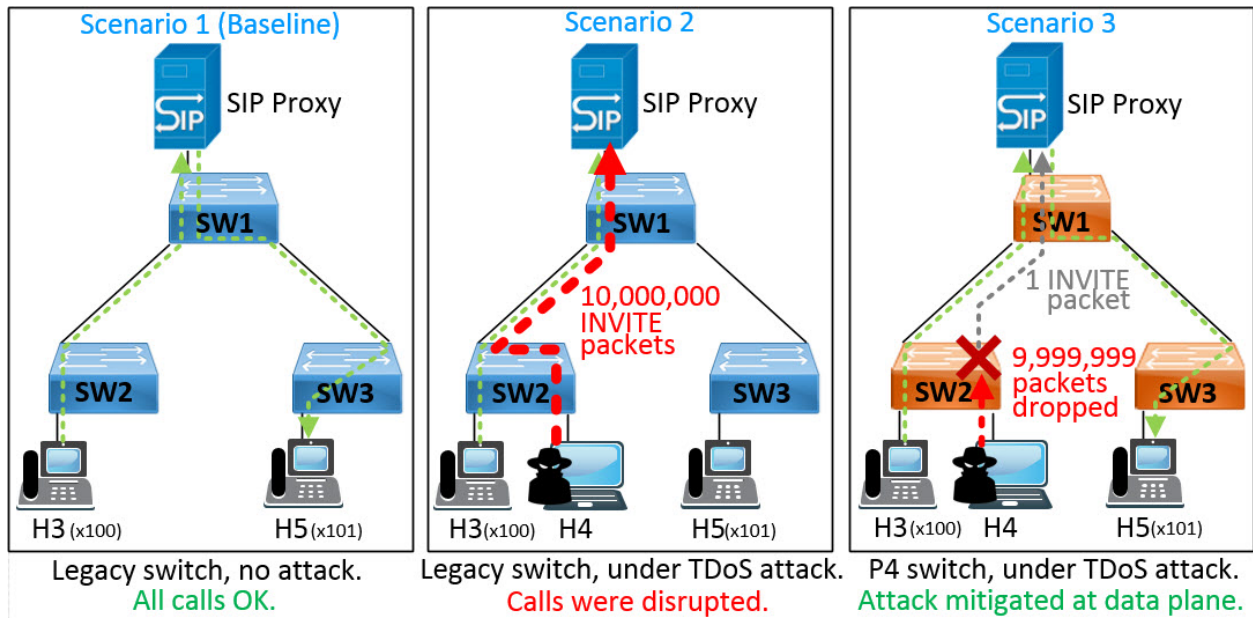 Scenario 1 (Baseline)
SIP
SIP Proxy
SW1
SW2
SW3
H3 (x100)
H5 (x101)
Legacy switch, no attack.
All calls OK.
Scenario 2
SIP
SIP Proxy
SW1
10,000,000
INVITE
packets
SW2
SW3
H3 (x100)
H4
H5 (x101)
Legacy switch, under TDoS attack.
Calls were disrupted.
Scenario 3
SIP
SIP Proxy
SW1
1 INVITE
packet
SW2
9,999,999
packets
dropped
SW3
H3 (x100)
H4
H5 (x101)
P4 switch, under TDoS attack.
Attack mitigated at data plane.